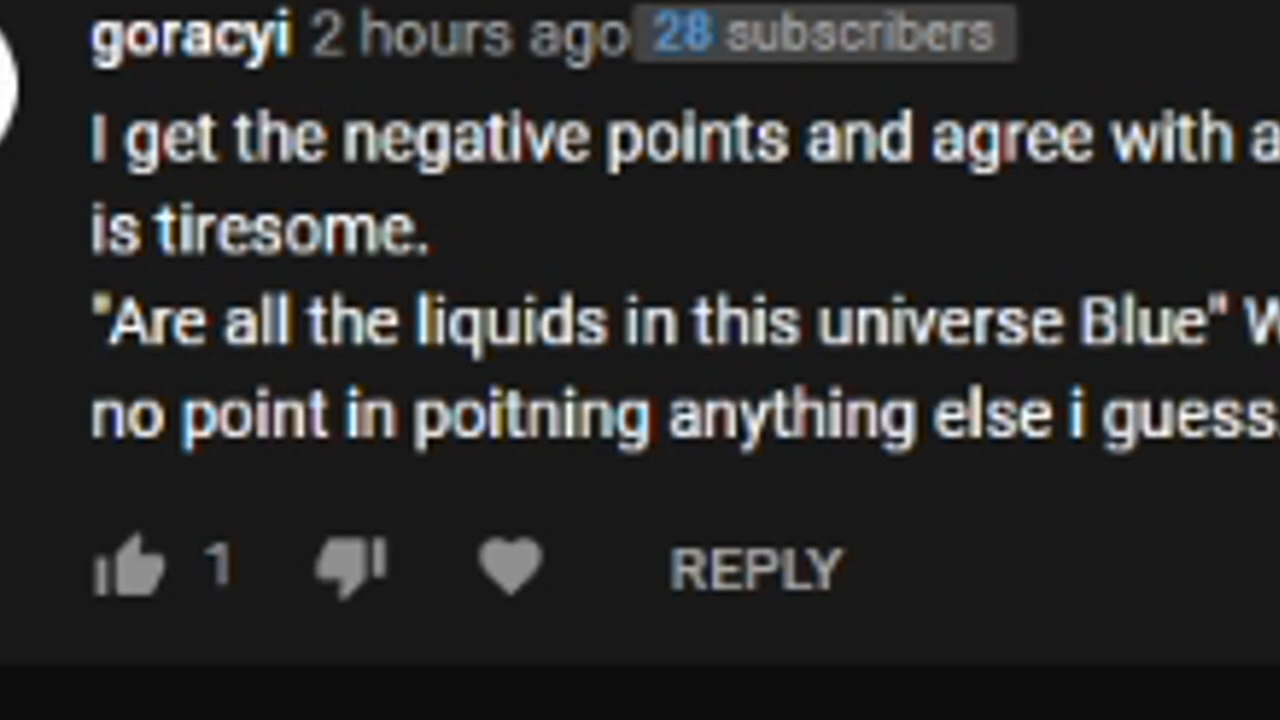 goracyi 2 hours ago 28 subscribers
I get the negative points and agree with a
is tiresome.
"Are all the liquids in this universe Blue" W
no point in poitning anything else i guess
1 REPLY